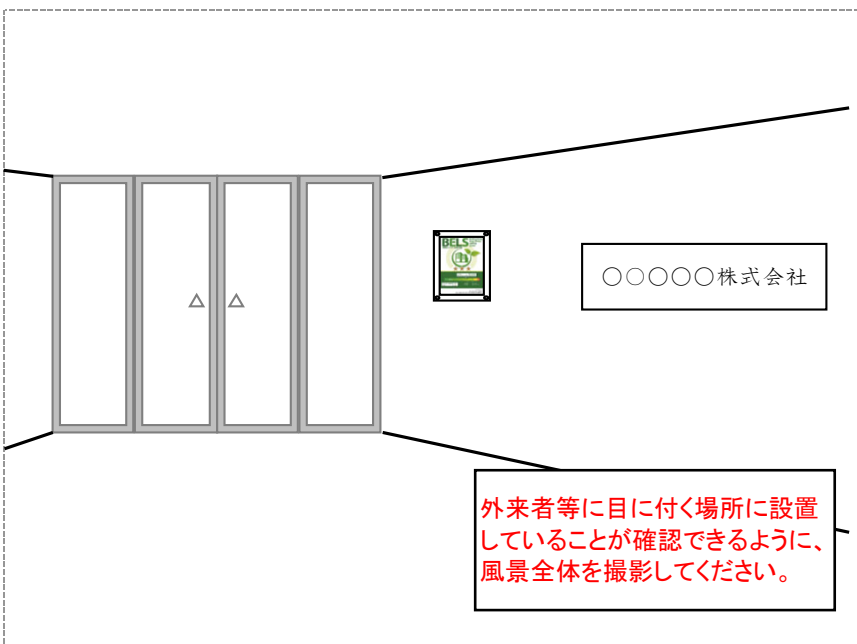 BELS
○○○○○株式会社
外来者等に目に付く場所に設置
していることが確認できるように、
風景全体を撮影してください。